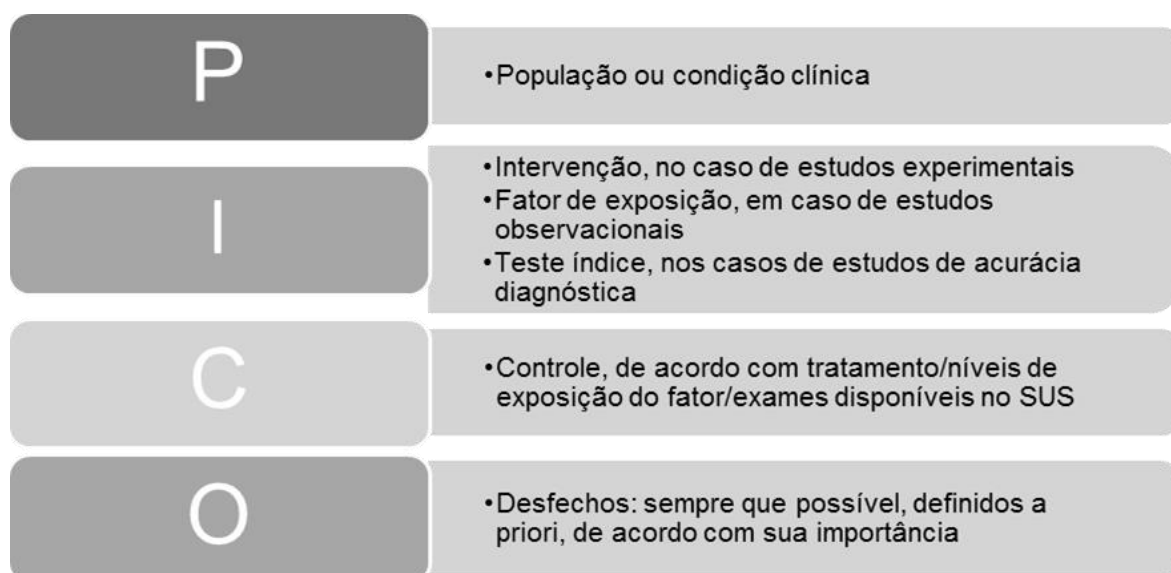 P
•População ou condição clínica
I
•Intervenção, no caso de estudos experimentais
•Fator de exposição, em caso de estudos
observacionais
•Teste índice, nos casos de estudos de acurácia
diagnóstica
C
•Controle, de acordo com tratamento/níveis de
exposição do fator/exames disponíveis no SUS
O
•Desfechos: sempre que possível, definidos a
priori, de acordo com sua importância